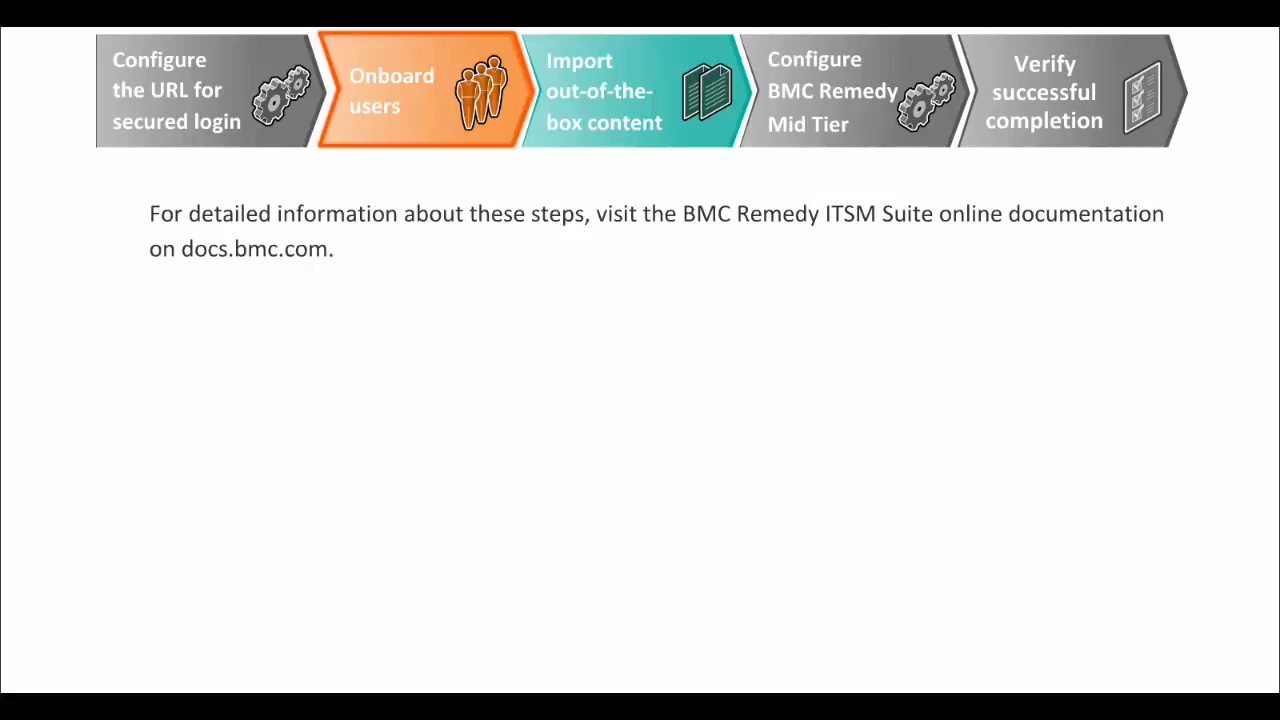 Configure
the URL for
secured login
Onboard
users
Import
out-of-the-
box content
Configure
BMC Remedy
Mid Tier
Verify
successful
completion
For detailed information about these steps, visit the BMC Remedy ITSM Suite online documentation
on docs.bmc.com.